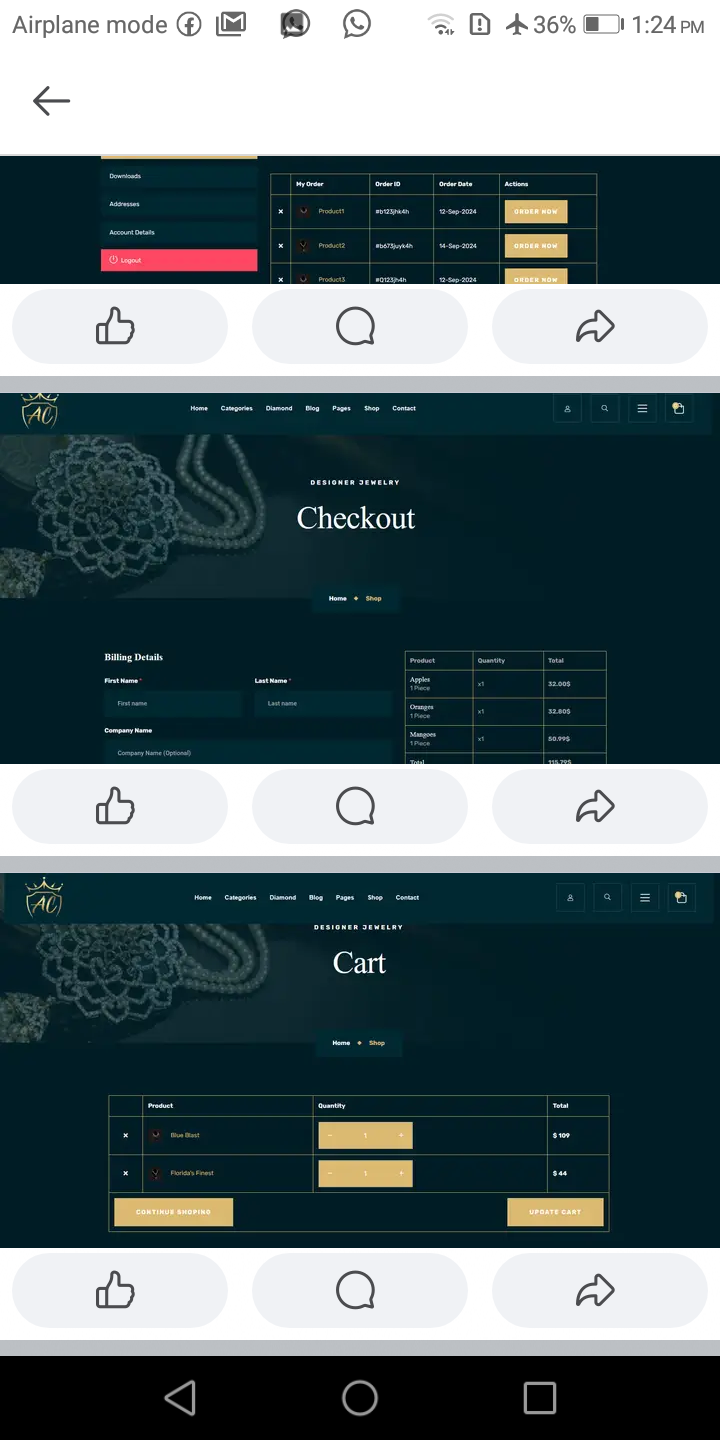 Airplane mode 36% 1:24 PM
Downloads
Addresses
Account Details
Logout
My Order Order ID Order Date Actions
× Product1 #b123jhk4h 12-Sep-2024 ORDER NOW
× Product2 #b673juyk4h 14-Sep-2024 ORDER NOW
× Product3 #0123jh4h 12-Sep-2024 ORDER NOW
AC Home Categories Diamond Blog Pages Shop Contact
DESIGNER JEWELRY
Checkout
Home Shop
Billing Details
First Name * Last Name *
First name Last name
Company Name
Company Name (Optional)
Product Quantity Total
Apples
1 Piece x1 32.00$
Oranges
1 Piece x1 32.80$
Mangoes
1 Piece x1 50.99$
Total 115.79$
AC Home Categories Diamond Blog Pages Shop Contact
DESIGNER JEWELRY
Cart
Home Shop
Product Quantity Total
× Blue Blast − 1 + $ 109
× Florida's Finest − 1 + $ 44
CONTINUE SHOPING UPDATE CART